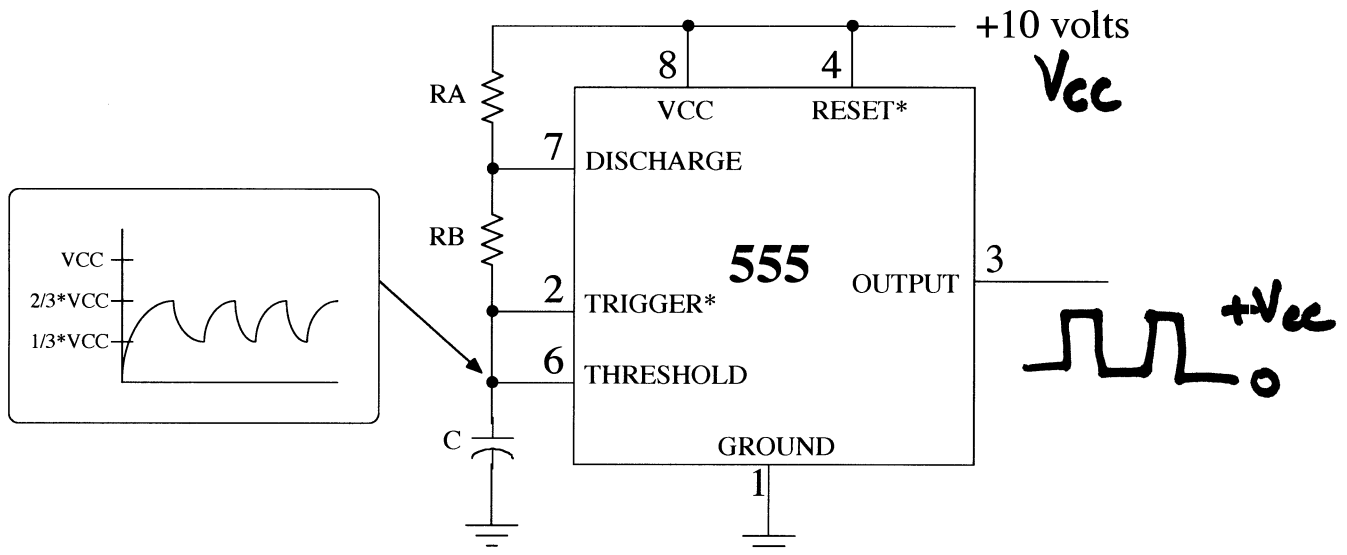 +10 volts
8 4 Vcc
RA VCC RESET*
7 DISCHARGE
RB 555
VCC
2/3*VCC
1/3*VCC
2 TRIGGER*
OUTPUT 3
6 THRESHOLD
+Vcc
0
C GROUND
1